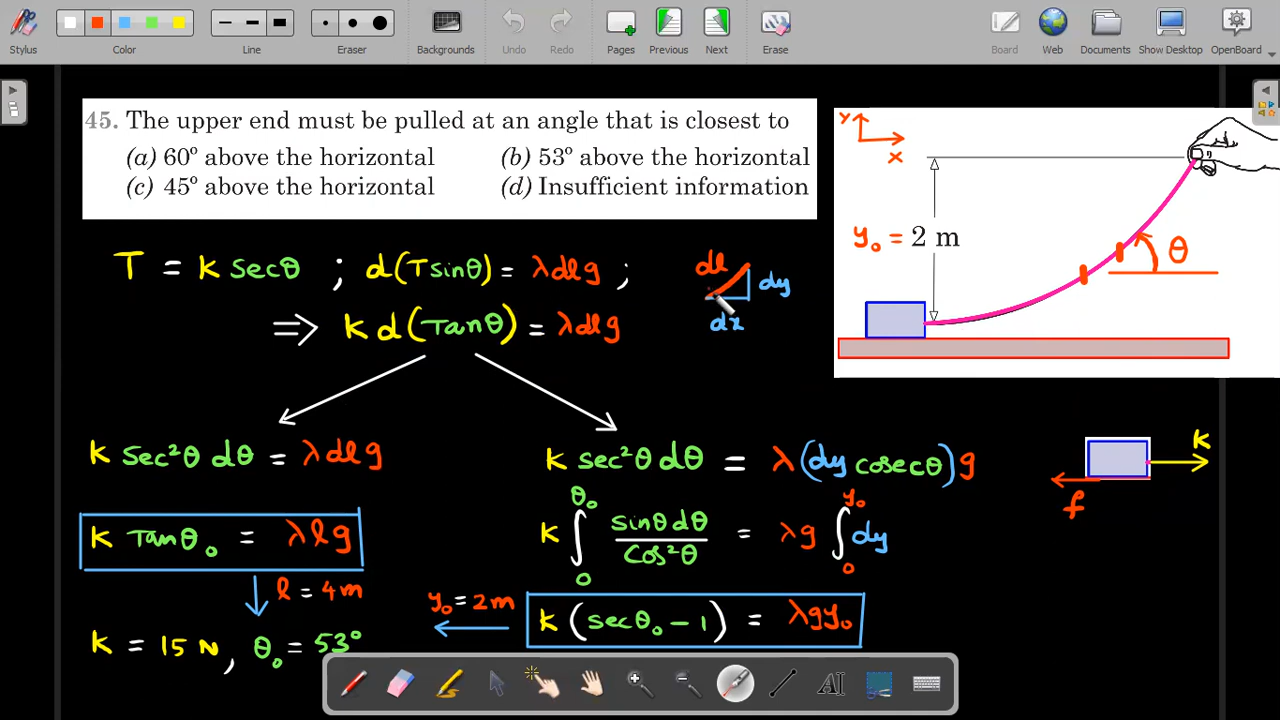 Stylus Color Line Eraser Backgrounds Undo Redo Pages Previous Next Erase Board Web Documents Show Desktop OpenBoard
45. The upper end must be pulled at an angle that is closest to
(a) 60° above the horizontal (b) 53° above the horizontal
(c) 45° above the horizontal (d) Insufficient information
Y
x
y₀ = 2 m
θ
T = k secθ ; d(T sinθ) = λdlg ;
dl
dy
dx
⇒ k d(Tanθ) = λdlg
k sec²θ dθ = λdlg
k Tanθ₀ = λlg
l = 4m
k = 15 N, θ₀ = 53°
k sec²θ dθ = λ(dy cosecθ)g
k ∫₀^θ₀ sinθ dθ / Cos²θ = λg ∫₀^y₀ dy
y₀ = 2m
k(secθ₀ - 1) = λgy₀
k
f
AI